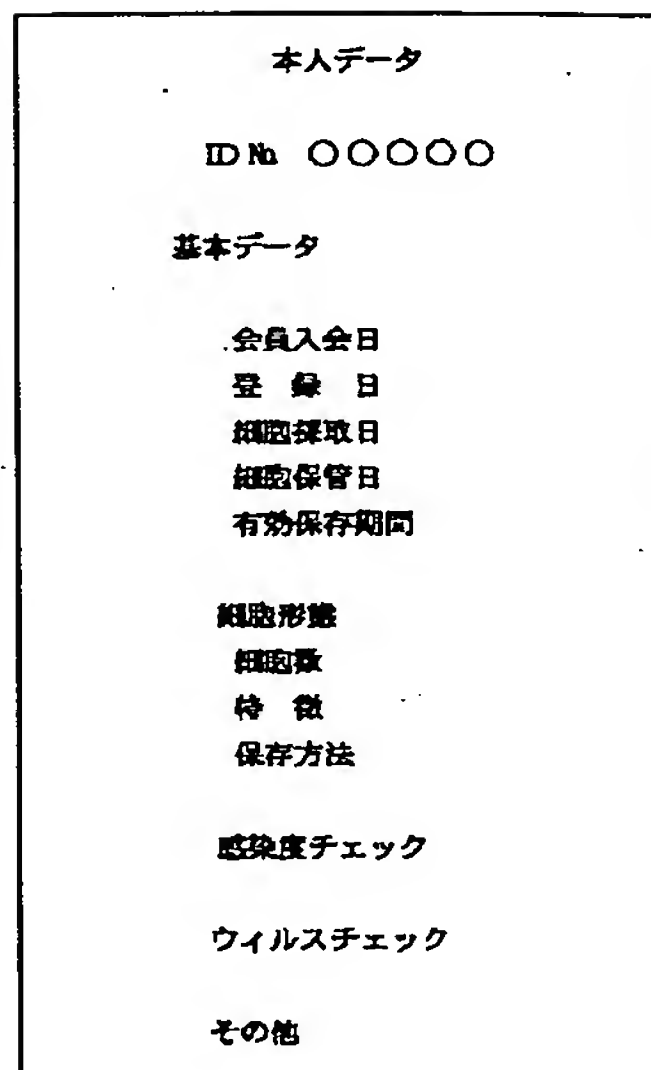 本人データ
ID No. ○○○○○
基本データ
会員入会日
登 録 日
細胞採取日
細胞保管日
有効保存期間
細胞形態
細胞数
特 徴
保存方法
感染度チェック
ウィルスチェック
その他